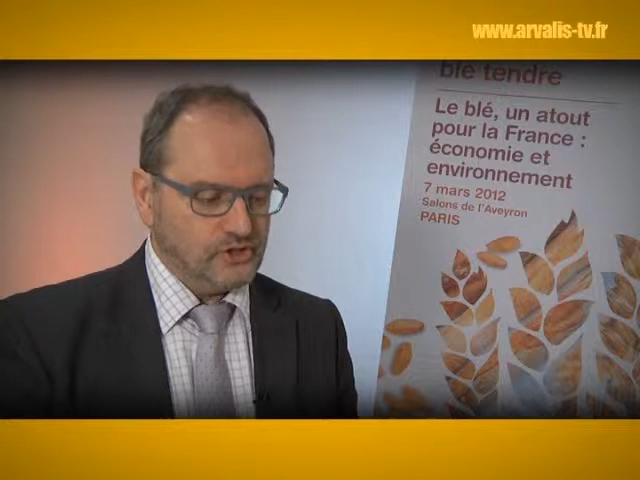 www.arvalis-tv.fr
blé tendre
Le blé, un atout
pour la France :
économie et
environnement
7 mars 2012
Salons de l'Aveyron
PARIS